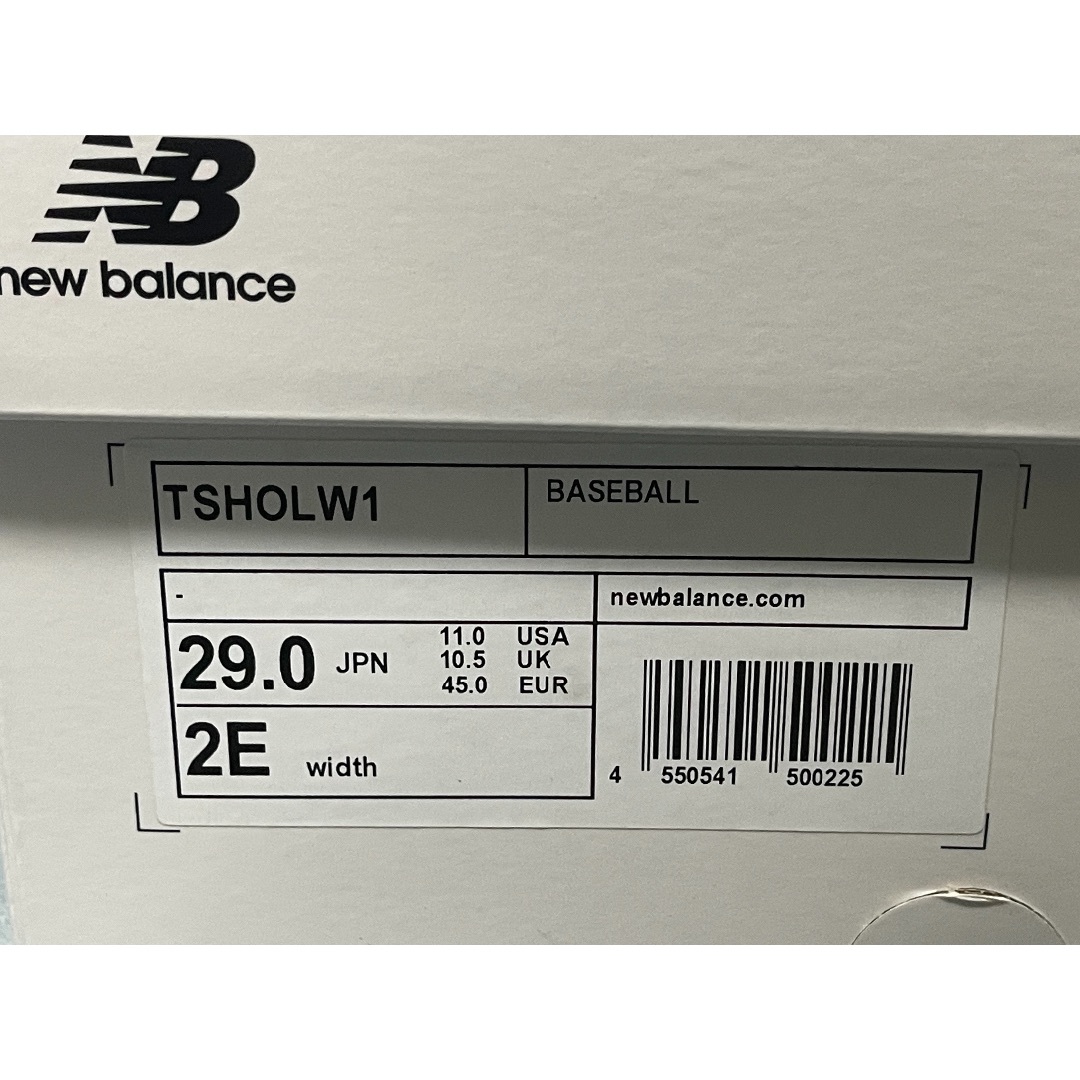 NB
new balance
TSHOLW1
BASEBALL
-
newbalance.com
29.0 JPN
11.0 USA
10.5 UK
45.0 EUR
2E width
4 550541 500225